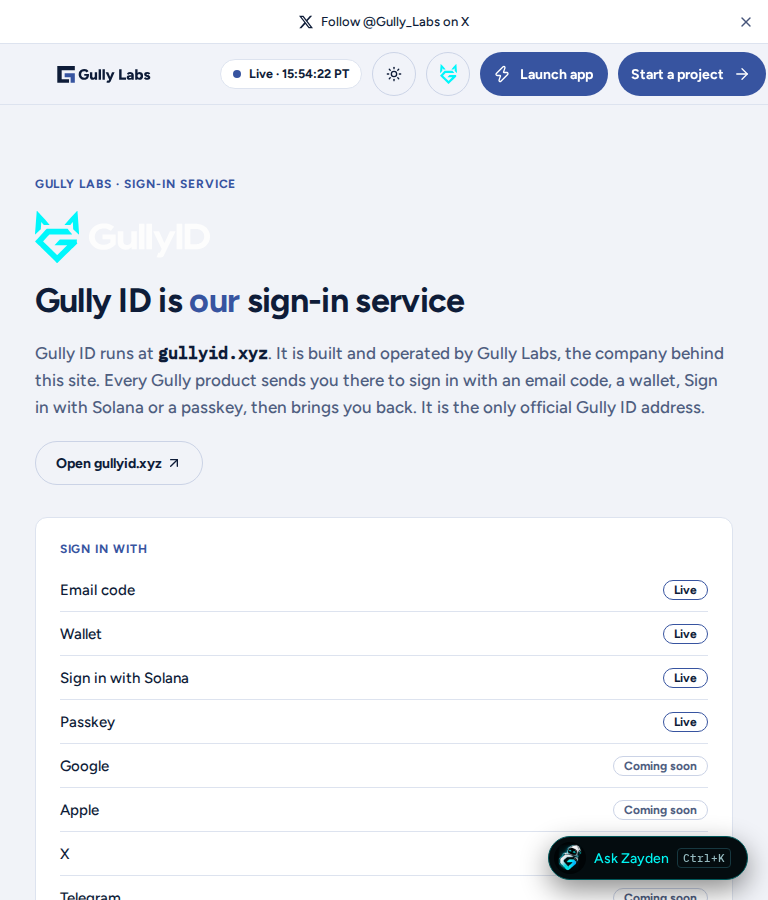 Follow @Gully_Labs on X
Gully Labs
Live · 15:54:22 PT
Launch app
Start a project
GULLY LABS · SIGN-IN SERVICE
GullyID
Gully ID is our sign-in service
Gully ID runs at gullyid.xyz. It is built and operated by Gully Labs, the company behind
this site. Every Gully product sends you there to sign in with an email code, a wallet, Sign
in with Solana or a passkey, then brings you back. It is the only official Gully ID address.
Open gullyid.xyz
SIGN IN WITH
Email code Live
Wallet Live
Sign in with Solana Live
Passkey Live
Google Coming soon
Apple Coming soon
X
Ask Zayden Ctrl+K
Telegram Coming soon